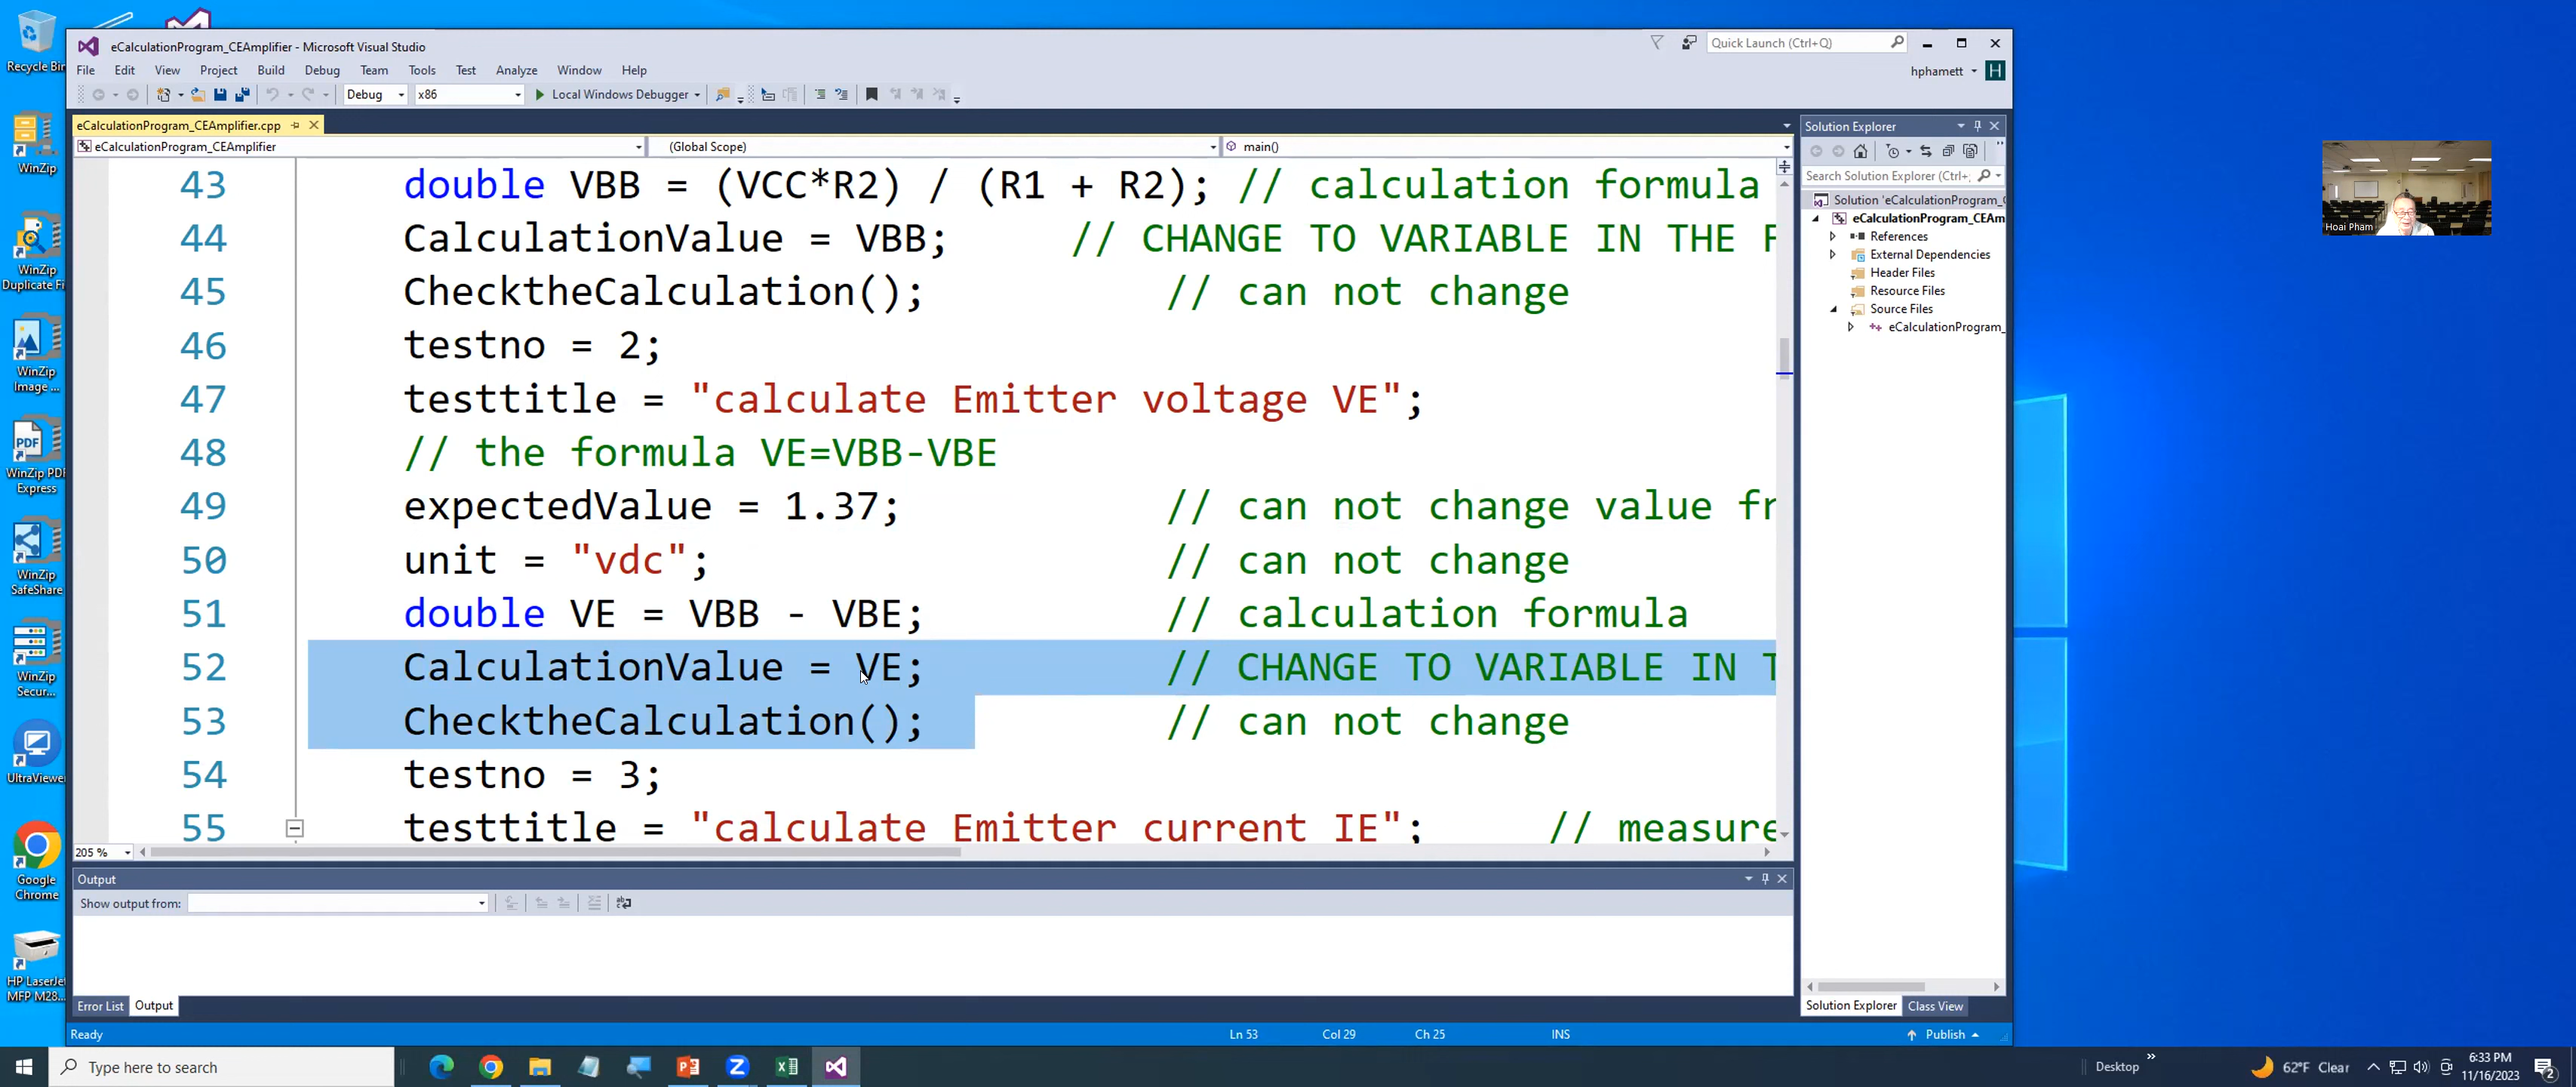 Recycle Bin
WinZip
WinZip
Duplicate Fi
WinZip
Image ...
WinZip PDF
Express
WinZip
SafeShare
WinZip
Secur...
UltraViewer
Google
Chrome
HP LaserJet
MFP M28...
eCalculationProgram_CEAmplifier - Microsoft Visual Studio
Quick Launch (Ctrl+Q)
File Edit View Project Build Debug Team Tools Test Analyze Window Help
hphamett
H
Debug x86 Local Windows Debugger
eCalculationProgram_CEAmplifier.cpp
eCalculationProgram_CEAmplifier (Global Scope) main()
43 double VBB = (VCC*R2) / (R1 + R2); // calculation formula
44 CalculationValue = VBB; // CHANGE TO VARIABLE IN THE F
45 ChecktheCalculation(); // can not change
46 testno = 2;
47 testtitle = "calculate Emitter voltage VE";
48 // the formula VE=VBB-VBE
49 expectedValue = 1.37; // can not change value fr
50 unit = "vdc"; // can not change
51 double VE = VBB - VBE; // calculation formula
52 CalculationValue = VE; // CHANGE TO VARIABLE IN T
53 ChecktheCalculation(); // can not change
54 testno = 3;
55 testtitle = "calculate Emitter current IE"; // measure
205 %
Output
Show output from:
Error List Output
Ready Ln 53 Col 29 Ch 25 INS Publish
Solution Explorer
Search Solution Explorer (Ctrl+;
Solution 'eCalculationProgram_C
eCalculationProgram_CEAm
References
External Dependencies
Header Files
Resource Files
Source Files
eCalculationProgram_
Solution Explorer Class View
Hoai Pham
Type here to search
Desktop
62°F Clear
6:33 PM
11/16/2023
2